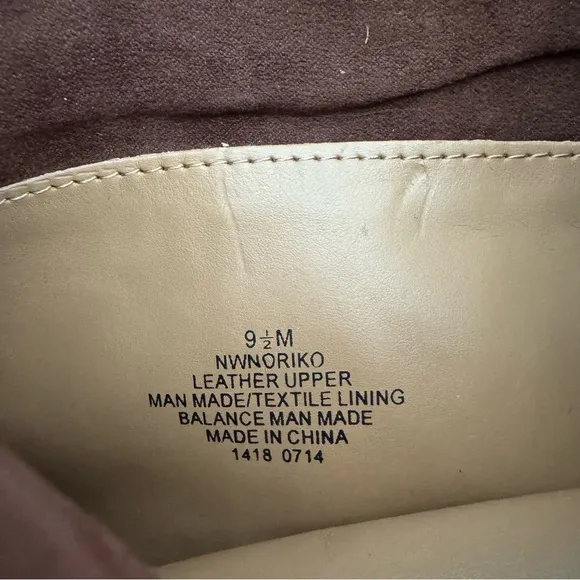 9½M
NWNORIKO
LEATHER UPPER
MAN MADE/TEXTILE LINING
BALANCE MAN MADE
MADE IN CHINA
1418 0714